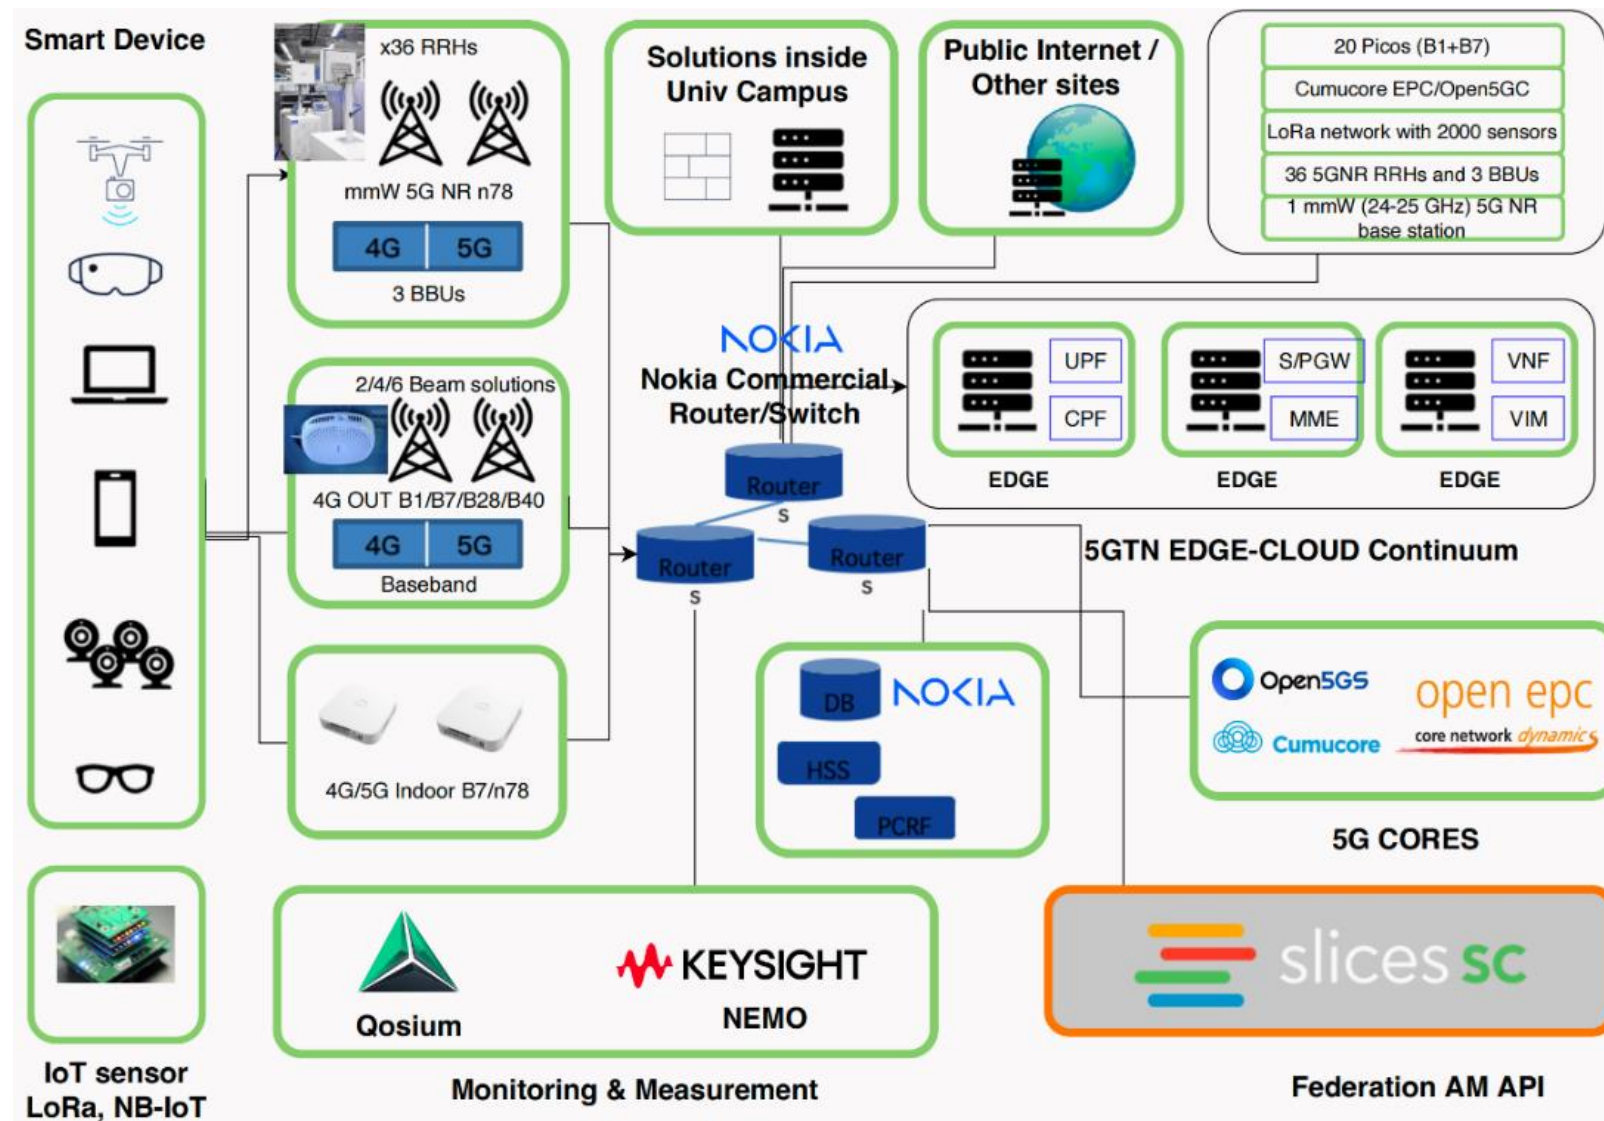 Smart Device
x36 RRHs
mmW 5G NR n78
4G
5G
3 BBUs
2/4/6 Beam solutions
4G OUT B1/B7/B28/B40
4G
5G
Baseband
4G/5G Indoor B7/n78
IoT sensor
LoRa, NB-IoT
Solutions inside
Univ Campus
Public Internet /
Other sites
20 Picos (B1+B7)
Cumucore EPC/Open5GC
LoRa network with 2000 sensors
36 5GNR RRHs and 3 BBUs
1 mmW (24-25 GHz) 5G NR
base station
NOKIA
Nokia Commercial
Router/Switch
Router
s
Router
s
Router
s
UPF
CPF
EDGE
S/PGW
MME
EDGE
VNF
VIM
EDGE
5GTN EDGE-CLOUD Continuum
DB
NOKIA
HSS
PCRF
Open5GS
Cumucore
open epc
core network dynamics
5G CORES
Qosium
KEYSIGHT
NEMO
Monitoring & Measurement
slices sc
Federation AM API